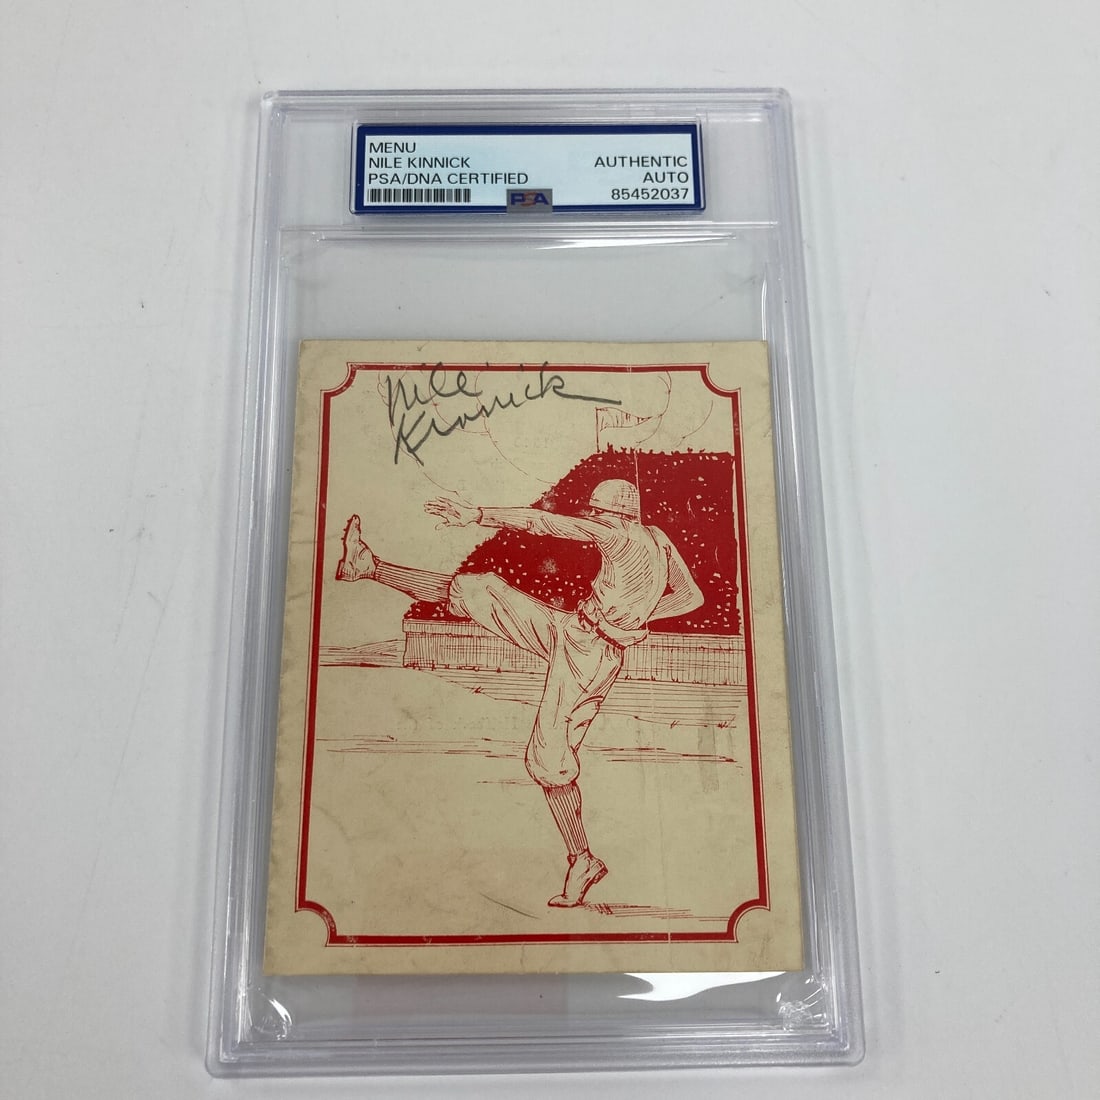 MENU
NILE KINNICK
PSA/DNA CERTIFIED
AUTHENTIC
AUTO
85452037
PSA
Nile
Kinnick